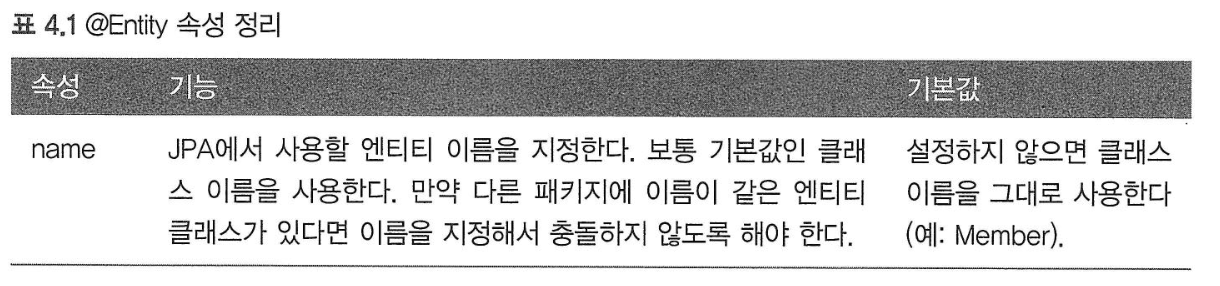 표 4.1 @Entity 속성 정리
속성 기능 기본값
name JPA에서 사용할 엔티티 이름을 지정한다. 보통 기본값인 클래 설정하지 않으면 클래스
스 이름을 사용한다. 만약 다른 패키지에 이름이 같은 엔티티 이름을 그대로 사용한다
클래스가 있다면 이름을 지정해서 충돌하지 않도록 해야 한다. (예: Member).